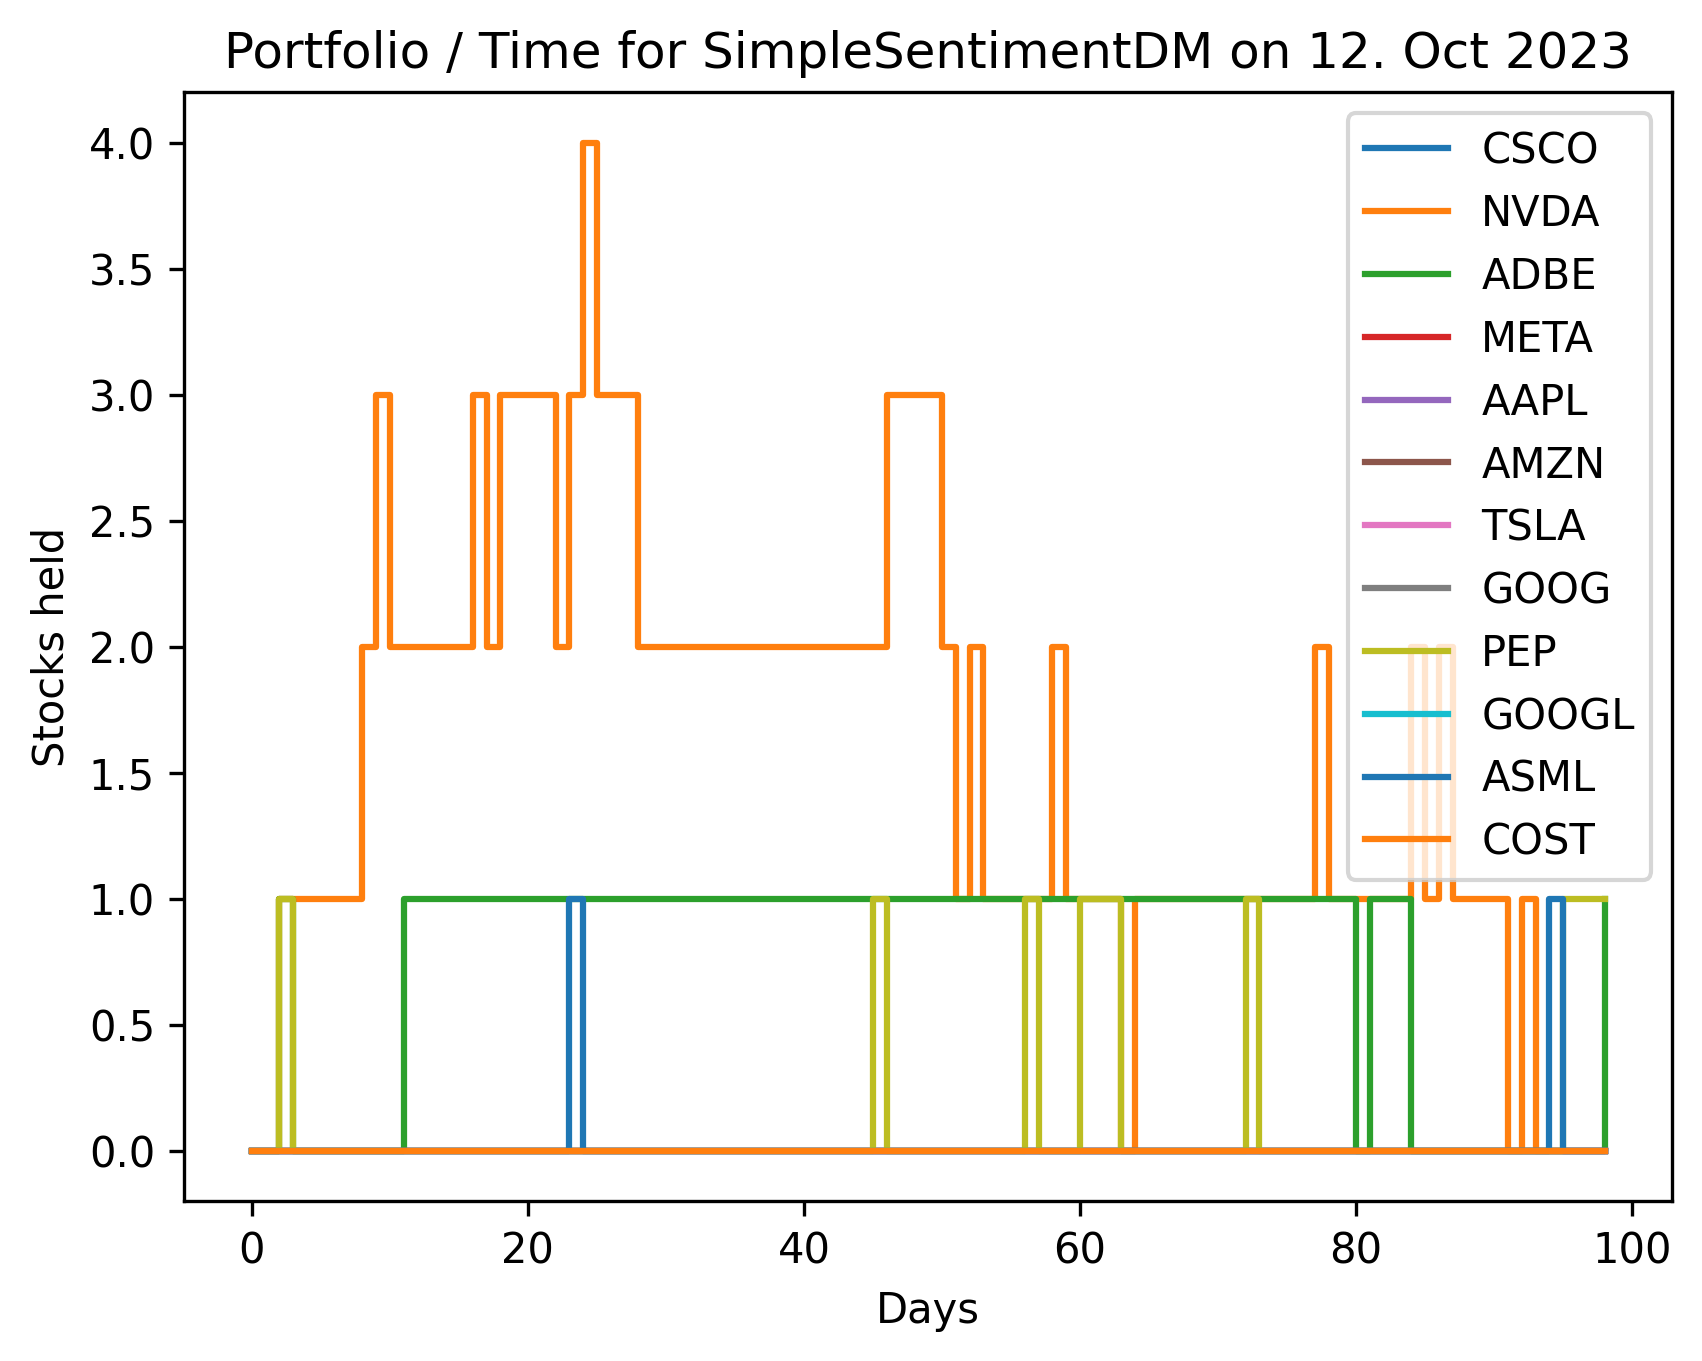 Portfolio / Time for SimpleSentimentDM on 12. Oct 2023
4.0
3.5
3.0
2.5
2.0
1.5
1.0
0.5
0.0
Stocks held
CSCO
NVDA
ADBE
META
AAPL
AMZN
TSLA
GOOG
PEP
GOOGL
ASML
COST
0 20 40 60 80 100
Days